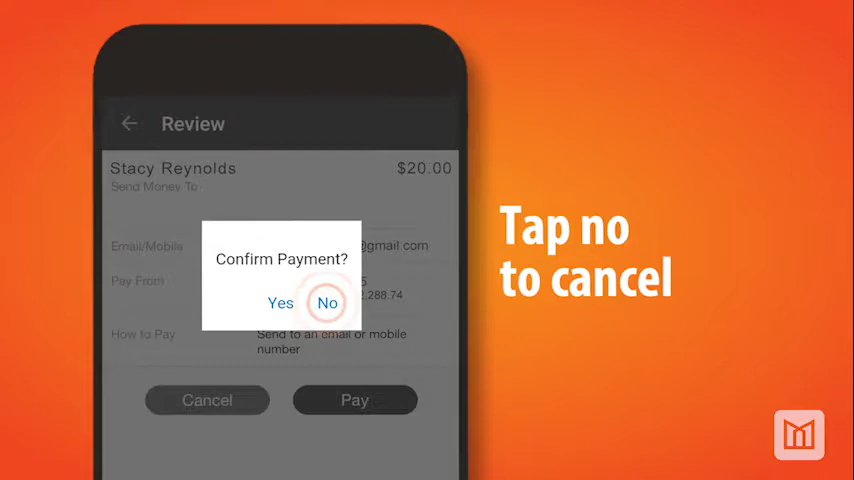 Review
Stacy Reynolds $20.00
Send Money To
Email/Mobile @gmail com
Confirm Payment?
Pay From 5
.288.74
Yes No
How to Pay Send to an email or mobile
number
Cancel Pay
Tap no
to cancel